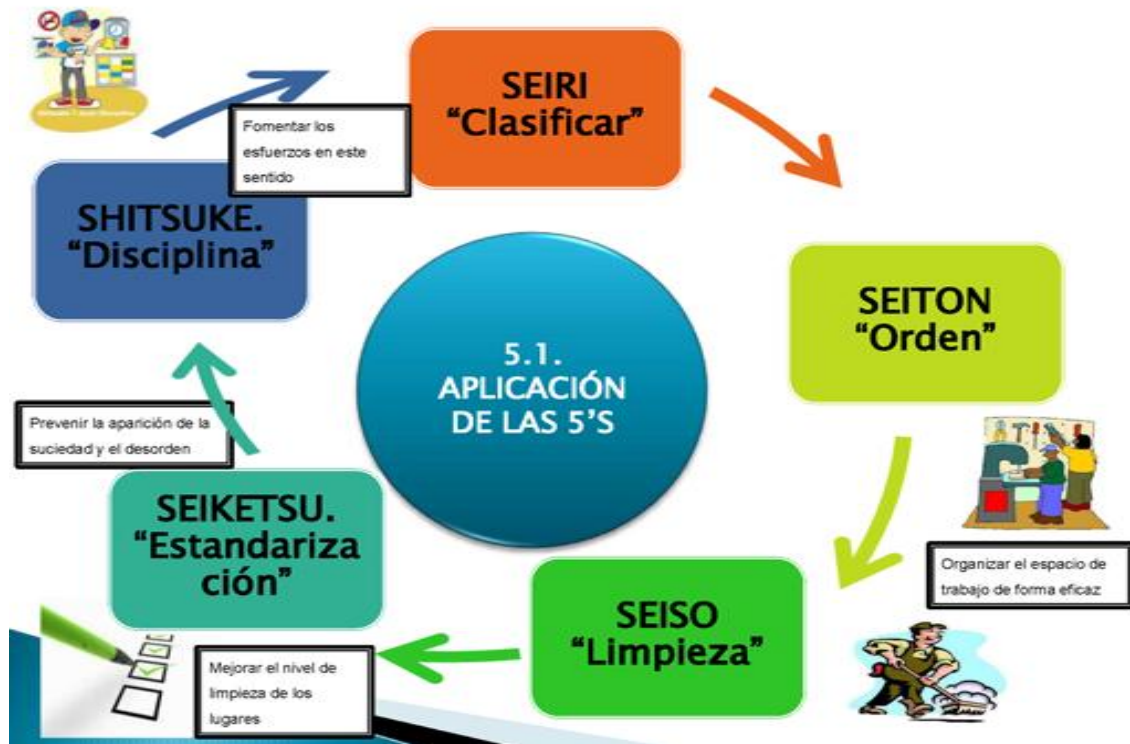 SEIRI
“Clasificar”
Fomentar los
esfuerzos en este
sentido
SHITSUKE.
“Disciplina”
SEITON
“Orden”
5.1.
APLICACIÓN
DE LAS 5’S
Prevenir la aparición de la
suciedad y el desorden
SEIKETSU.
“Estandariza
ción”
Organizar el espacio de
trabajo de forma eficaz
SEISO
“Limpieza”
Mejorar el nivel de
limpieza de los
lugares